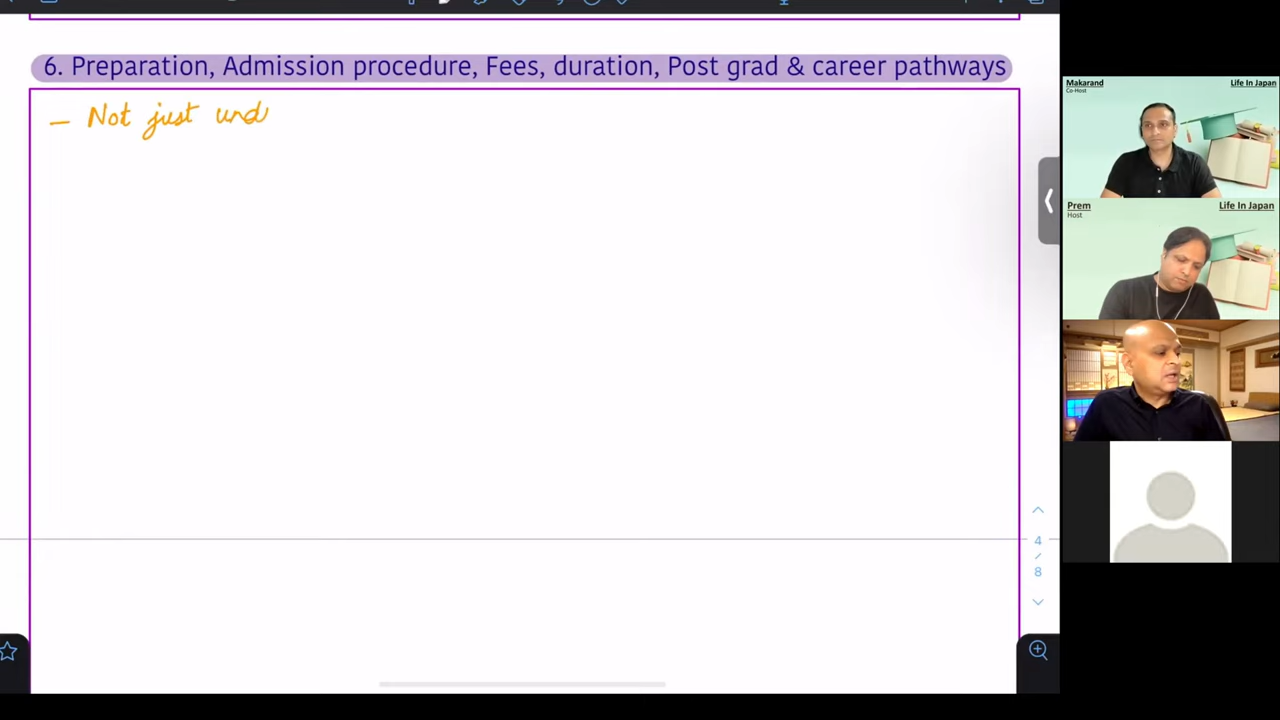 6. Preparation, Admission procedure, Fees, duration, Post grad & career pathways
– Not just und
4
/
8
Makarand
Co-Host
Life In Japan
Prem
Host
Life In Japan